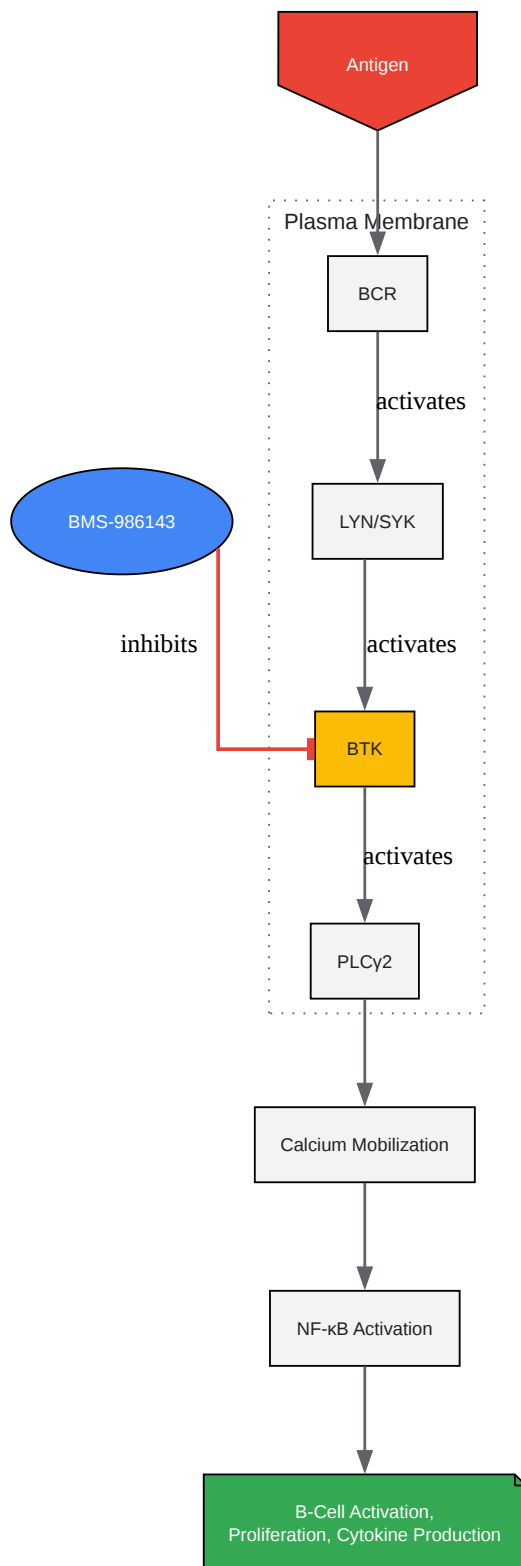 Antigen
Plasma Membrane
BCR
activates
LYN/SYK
BMS-986143
inhibits
activates
BTK
activates
PLCγ2
Calcium Mobilization
NF-κB Activation
B-Cell Activation,
Proliferation, Cytokine Production